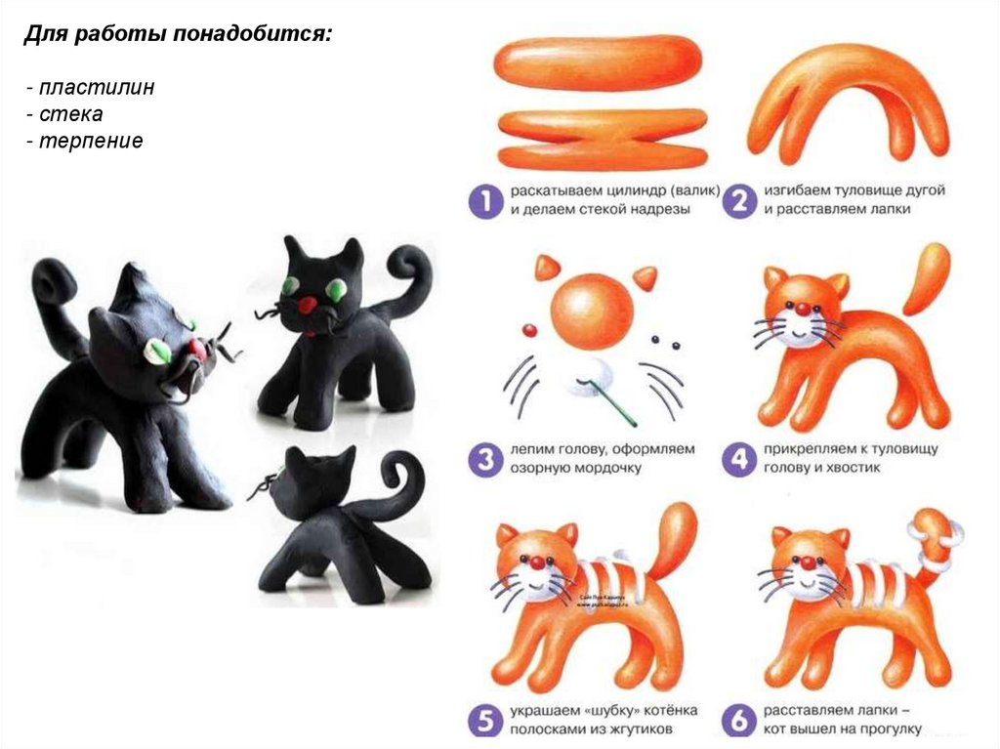 Для работы понадобится:
- пластилин
- стека
- терпение
1 раскатываем цилиндр (валик)
и делаем стекой надрезы
2 изгибаем туловище дугой
и расставляем лапки
3 лепим голову, оформляем
озорную мордочку
4 прикрепляем к туловищу
голову и хвостик
5 украшаем «шубку» котёнка
полосками из жгутиков
6 расставляем лапки –
кот вышел на прогулку